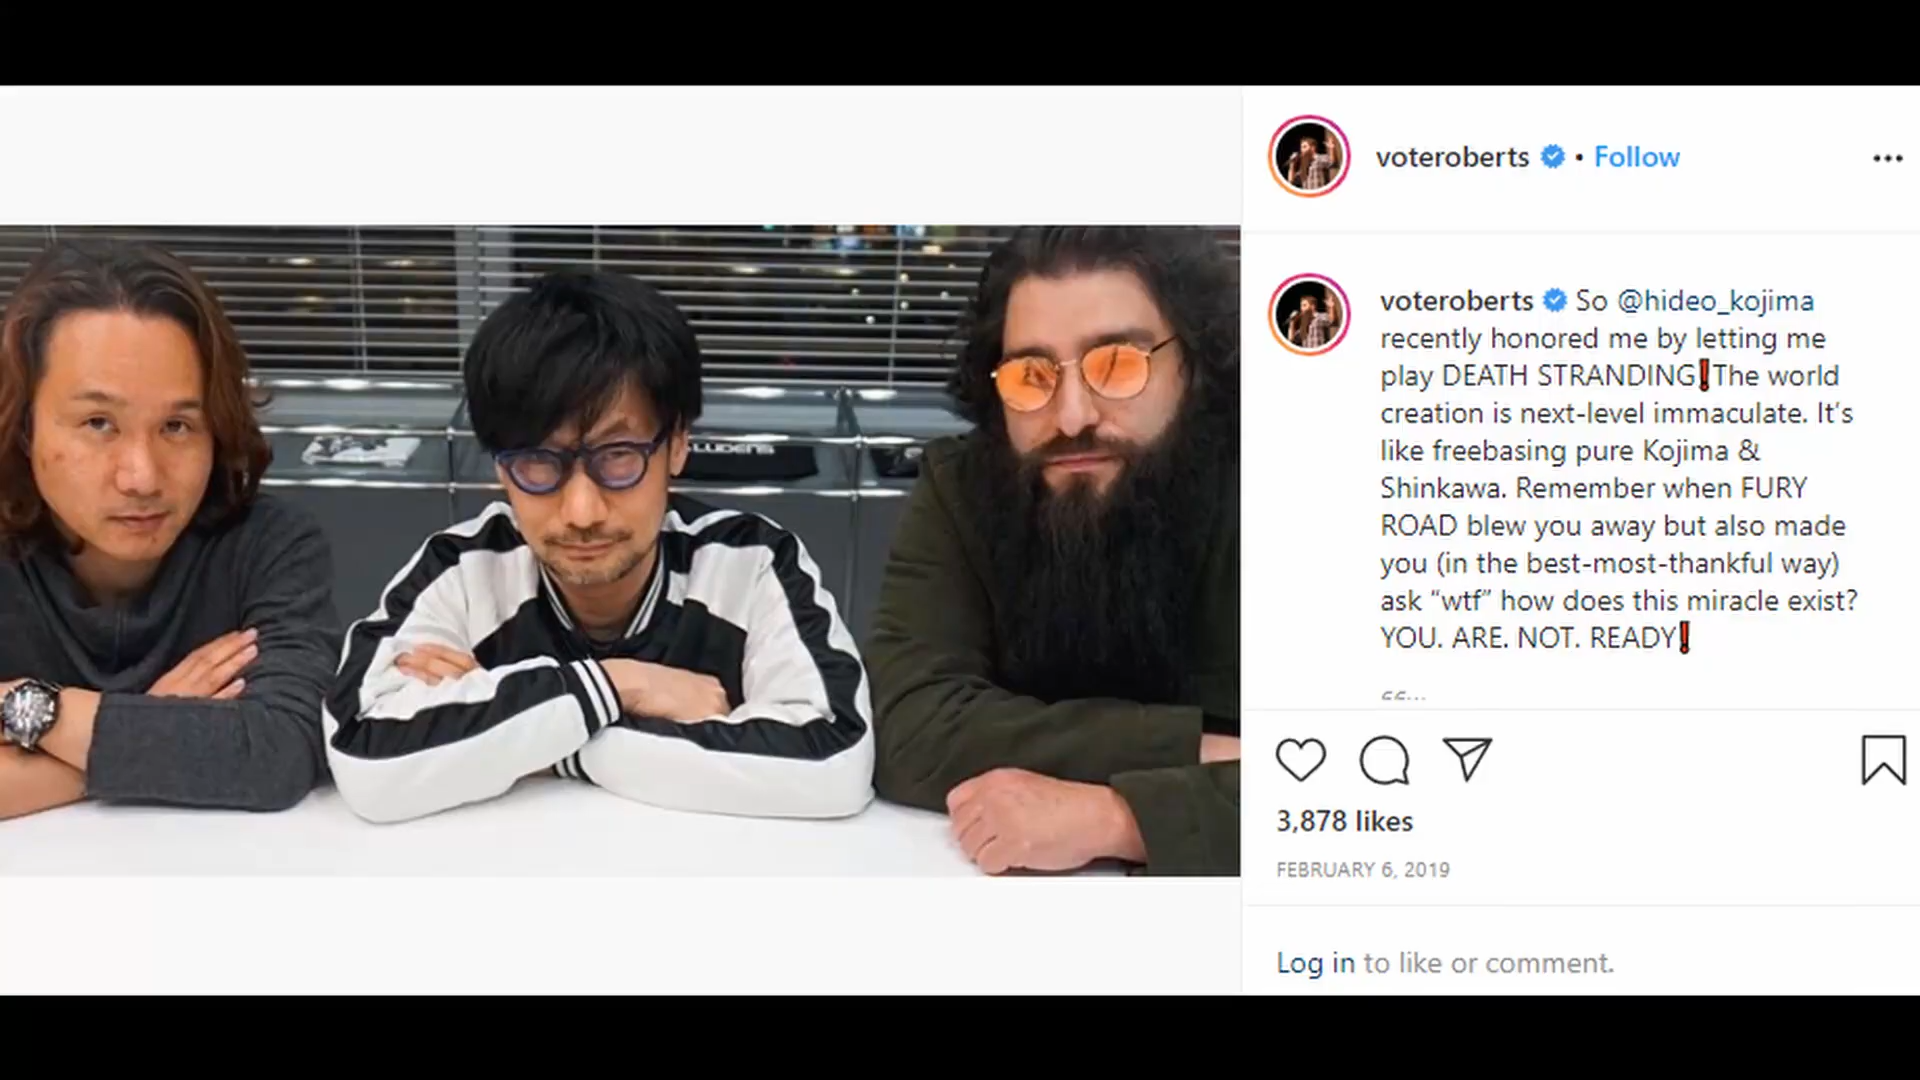 voteroberts • Follow
voteroberts So @hideo_kojima
recently honored me by letting me
play DEATH STRANDING❗The world
creation is next-level immaculate. It’s
like freebasing pure Kojima &
Shinkawa. Remember when FURY
ROAD blew you away but also made
you (in the best-most-thankful way)
ask “wtf” how does this miracle exist?
YOU. ARE. NOT. READY❗
3,878 likes
FEBRUARY 6, 2019
Log in to like or comment.
LUDENS